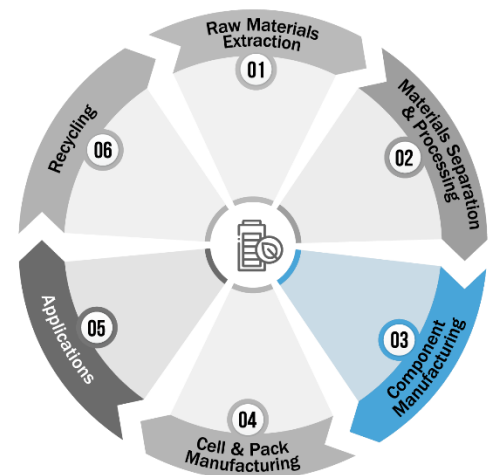 Raw Materials
Extraction
01
Materials Separation
& Processing
02
Component
Manufacturing
03
04
Cell & Pack
Manufacturing
Applications
05
Recycling
06